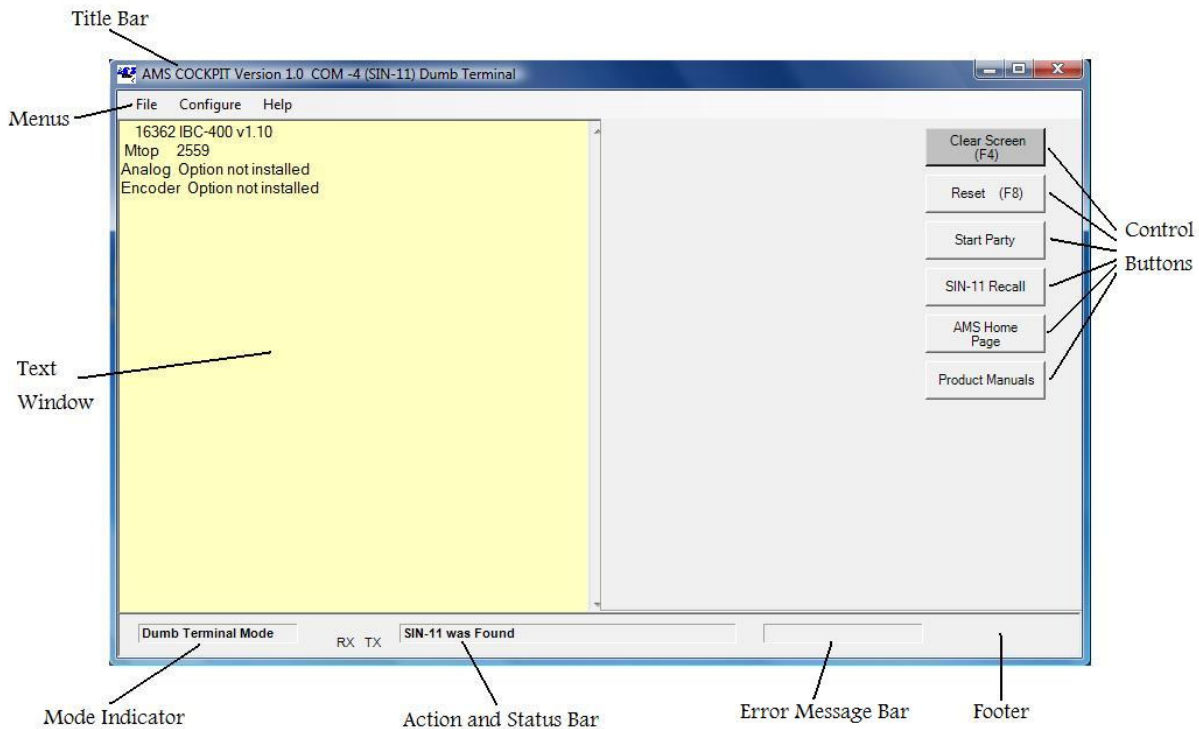 Title Bar
AMS COCKPIT Version 1.0 COM -4 (SIN-11) Dumb Terminal
Menus
File Configure Help
16362 IBC-400 v1.10
Mtop 2559
Analog Option not installed
Encoder Option not installed
Clear Screen
(F4)
Reset (F8)
Start Party
SIN-11 Recall
AMS Home
Page
Product Manuals
Control
Buttons
Text
Window
Dumb Terminal Mode
RX TX
SIN-11 was Found
Mode Indicator
Action and Status Bar
Error Message Bar
Footer